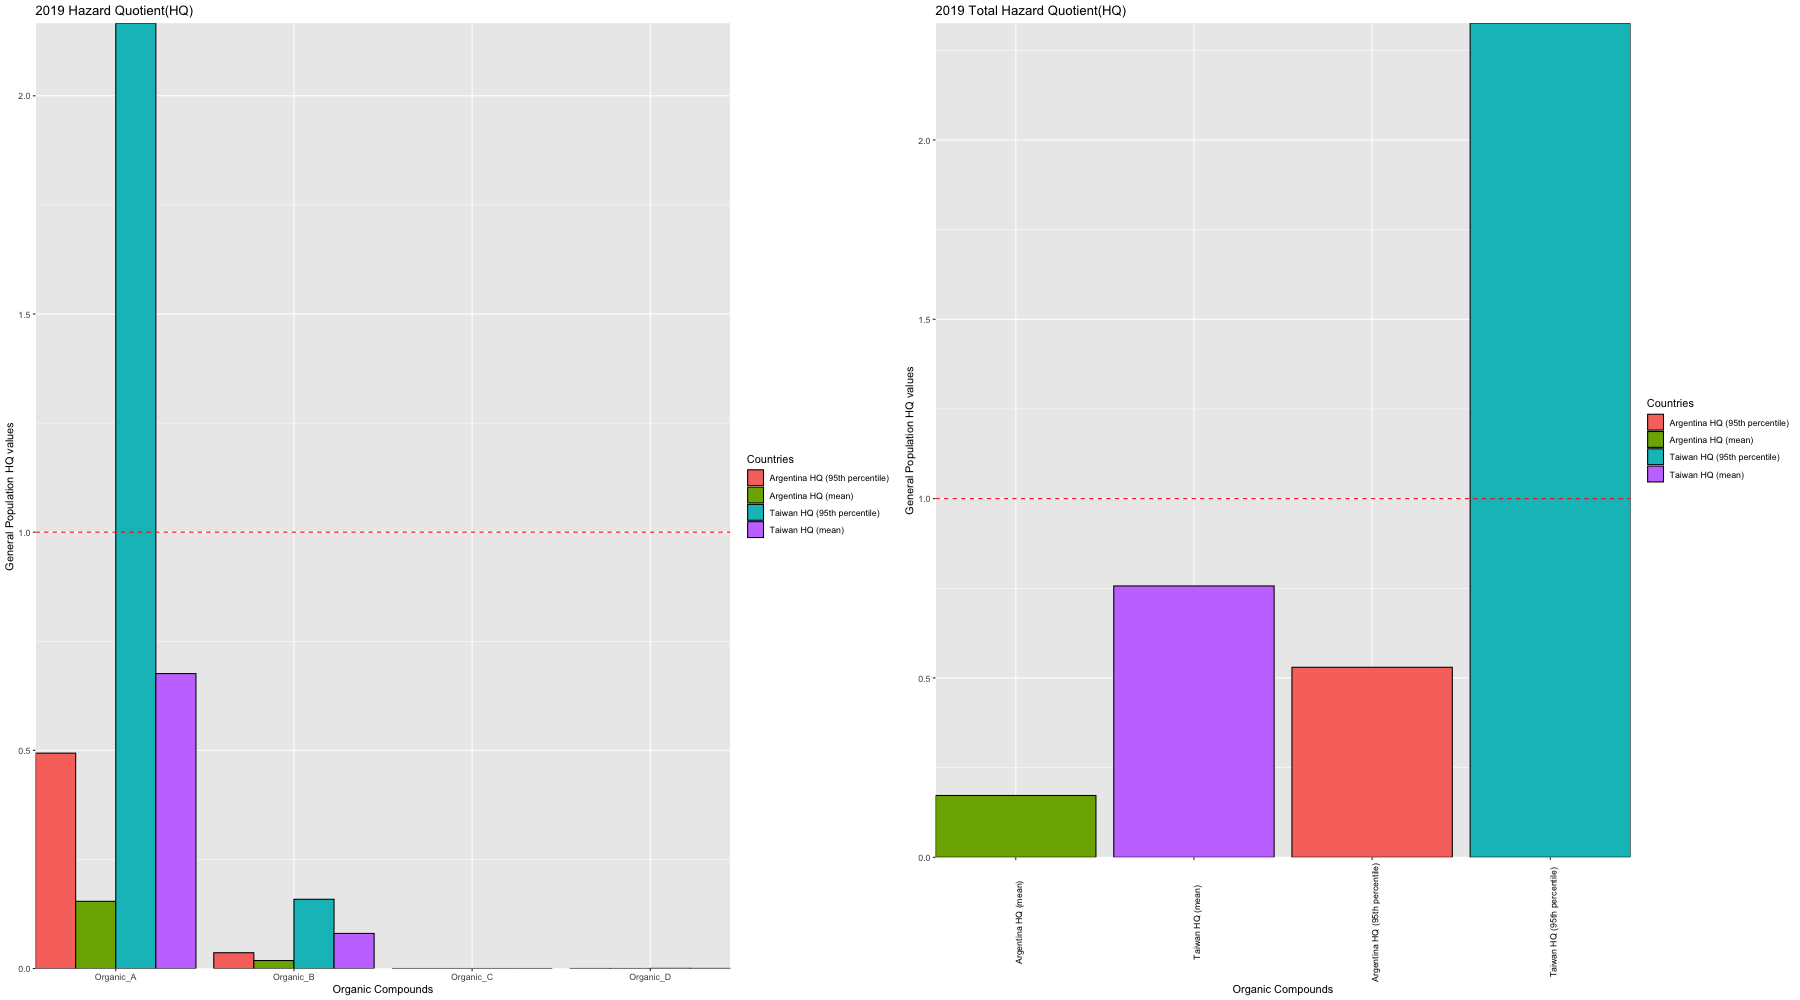 2019 Hazard Quotient(HQ)
General Population HQ values
2.0
1.5
1.0
0.5
0.0
Organic_A
Organic_B
Organic_C
Organic_D
Organic Compounds
Countries
Argentina HQ (95th percentile)
Argentina HQ (mean)
Taiwan HQ (95th percentile)
Taiwan HQ (mean)
2019 Total Hazard Quotient(HQ)
General Population HQ values
2.0
1.5
1.0
0.5
0.0
Argentina HQ (mean)
Taiwan HQ (mean)
Argentina HQ (95th percentile)
Taiwan HQ (95th percentile)
Organic Compounds
Countries
Argentina HQ (95th percentile)
Argentina HQ (mean)
Taiwan HQ (95th percentile)
Taiwan HQ (mean)